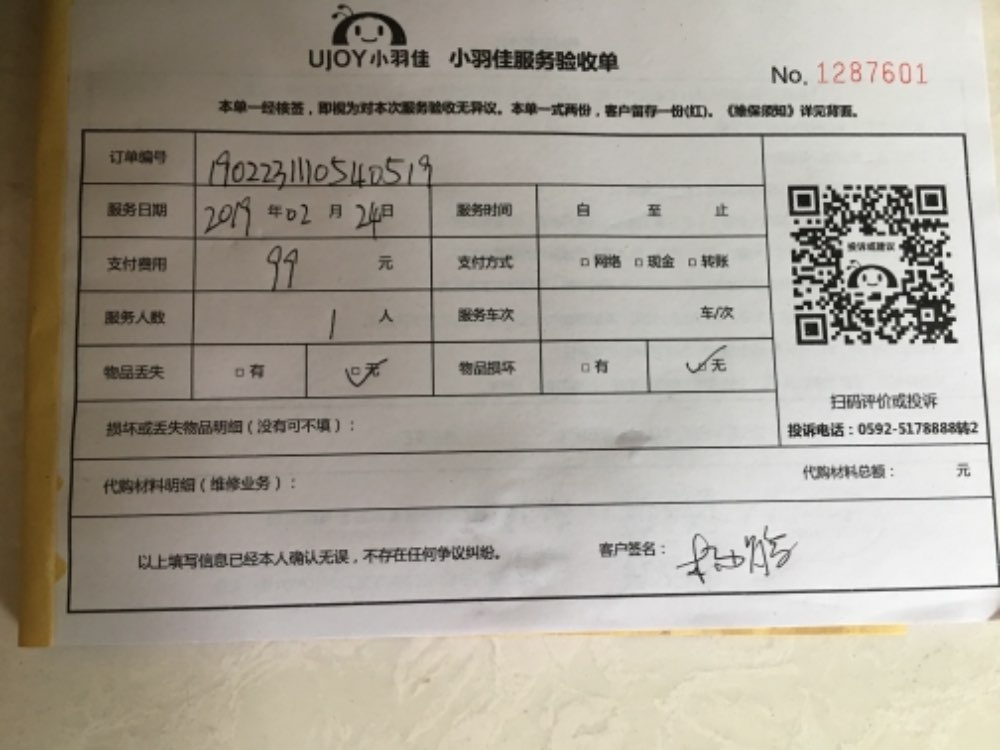 UJOY小羽佳 小羽佳服务验收单
No. 1287601
本单一经核签，即视为对本次服务验收无异议。本单一式两份，客户留存一份(红)。《维保须知》详见背面。
订单编号 1902231110540519
服务日期 2019 年 02 月 24 日 服务时间 自 至 止
支付费用 99 元 支付方式 □网络 □现金 □转账
服务人数 1 人 服务车次 车/次
物品丢失 □有 ☑无 物品损坏 □有 ☑无
投诉或建议
扫码评价或投诉
投诉电话：0592-5178888转2
损坏或丢失物品明细（没有可不填）：
代购材料明细（维修业务）： 代购材料总额： 元
以上填写信息已经本人确认无误，不存在任何争议纠纷。 客户签名：